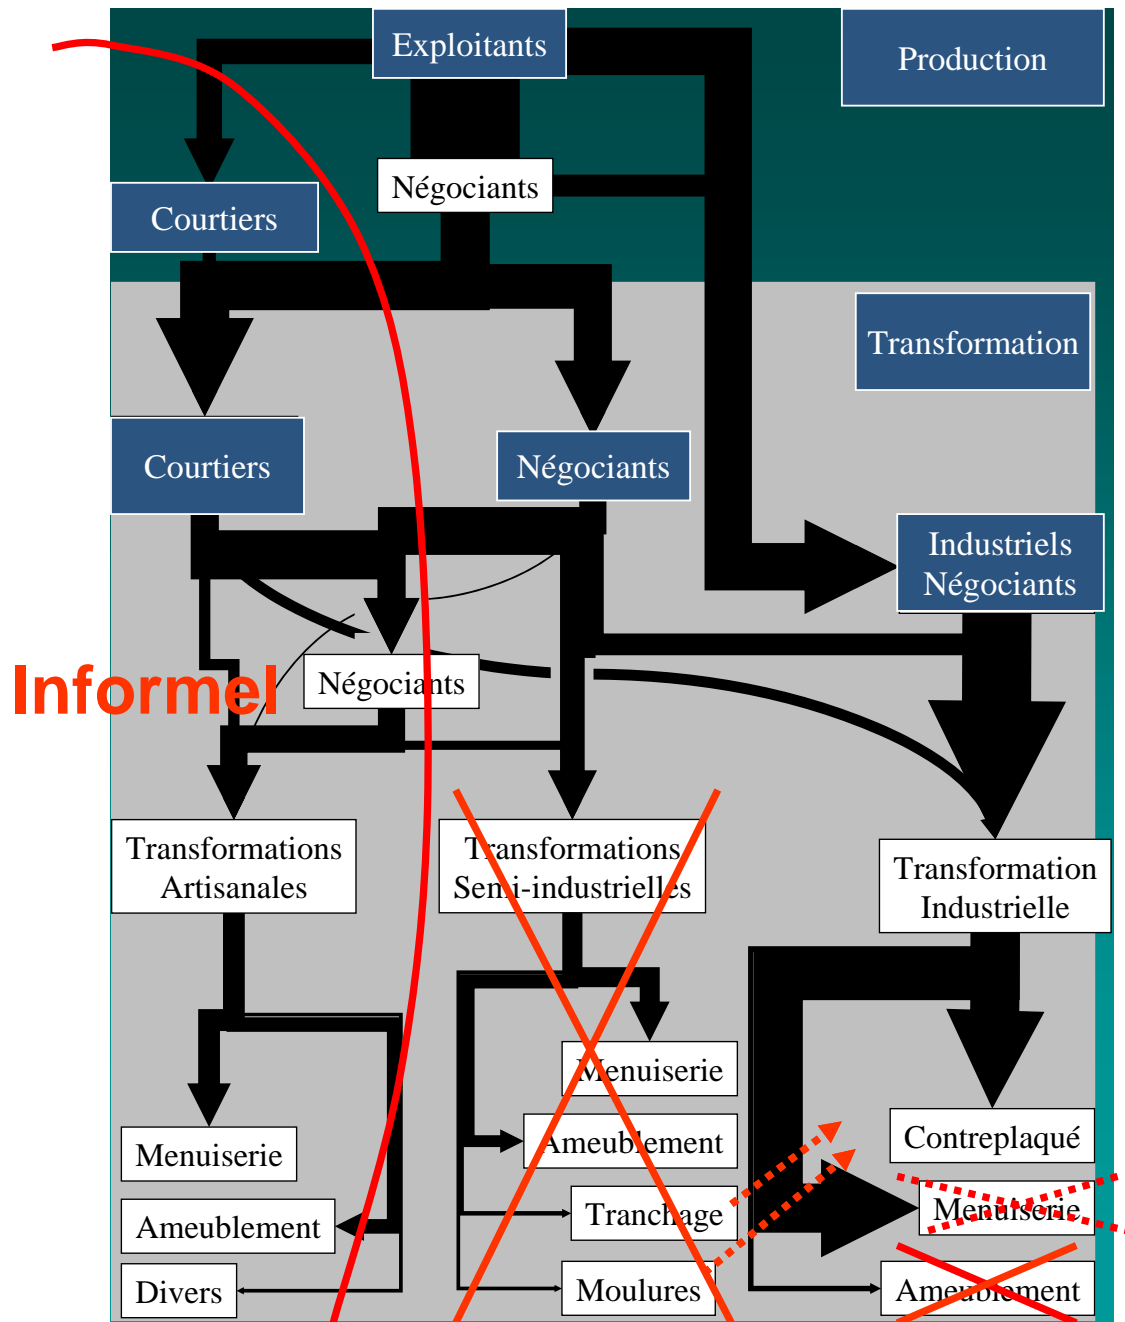 Exploitants
Production
Négociants
Courtiers
Transformation
Courtiers
Négociants
Industriels
Négociants
Informel
Négociants
Transformations
Artisanales
Transformations
Semi-industrielles
Transformation
Industrielle
Menuiserie
Ameublement
Divers
Menuiserie
Ameublement
Tranchage
Moulures
Contreplaqué
Menuiserie
Ameublement